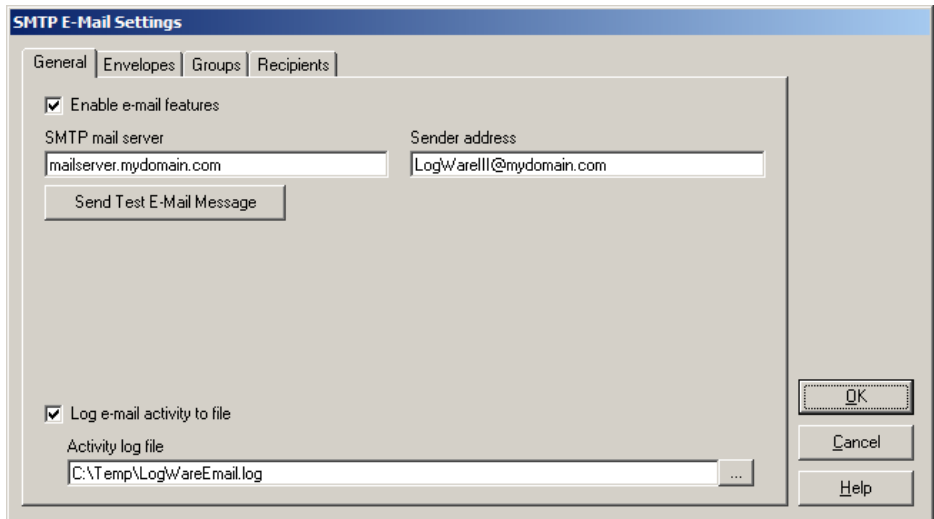 SMTP E-Mail Settings
General Envelopes Groups Recipients
Enable e-mail features
SMTP mail server Sender address
mailserver.mydomain.com LogWareIII@mydomain.com
Send Test E-Mail Message
Log e-mail activity to file
Activity log file
C:\Temp\LogWareEmail.log ...
OK
Cancel
Help